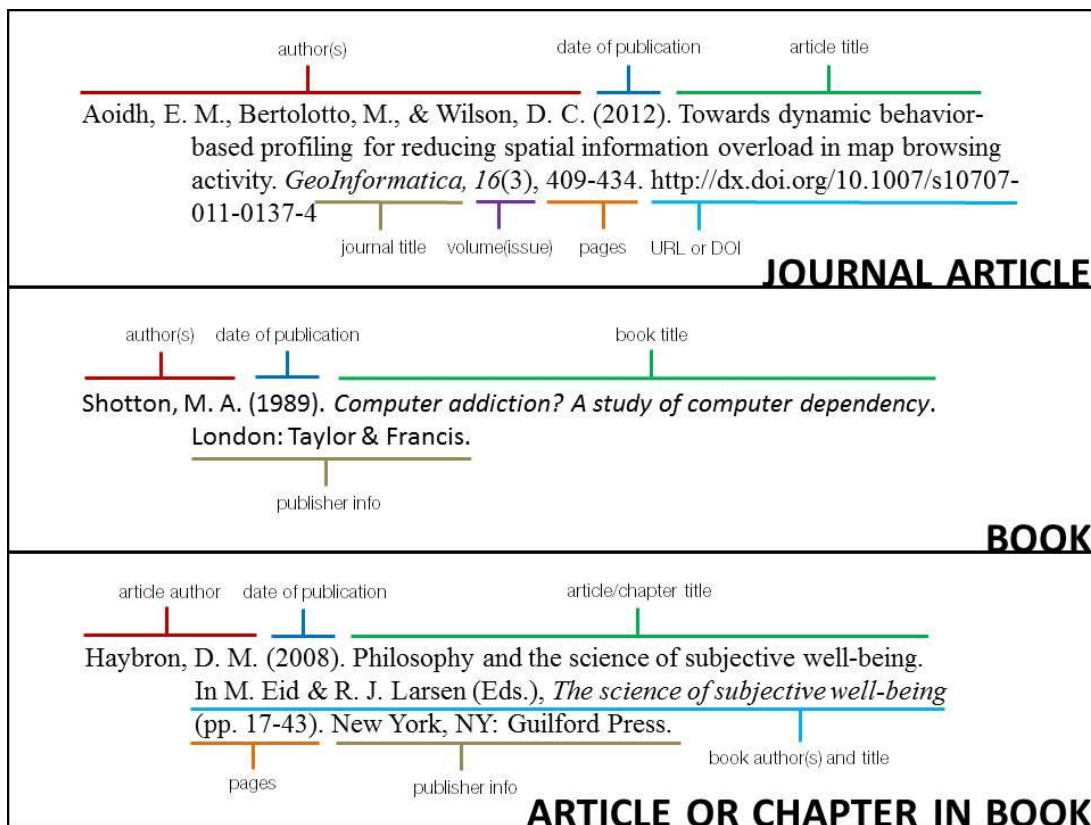 author(s) date of publication article title
Aoidh, E. M., Bertolotto, M., & Wilson, D. C. (2012). Towards dynamic behavior-
based profiling for reducing spatial information overload in map browsing
activity. GeoInformatica, 16(3), 409-434. http://dx.doi.org/10.1007/s10707-
011-0137-4
journal title volume(issue) pages URL or DOI
JOURNAL ARTICLE
author(s) date of publication book title
Shotton, M. A. (1989). Computer addiction? A study of computer dependency.
London: Taylor & Francis.
publisher info
BOOK
article author date of publication article/chapter title
Haybron, D. M. (2008). Philosophy and the science of subjective well-being.
In M. Eid & R. J. Larsen (Eds.), The science of subjective well-being
(pp. 17-43). New York, NY: Guilford Press.
pages publisher info book author(s) and title
ARTICLE OR CHAPTER IN BOOK